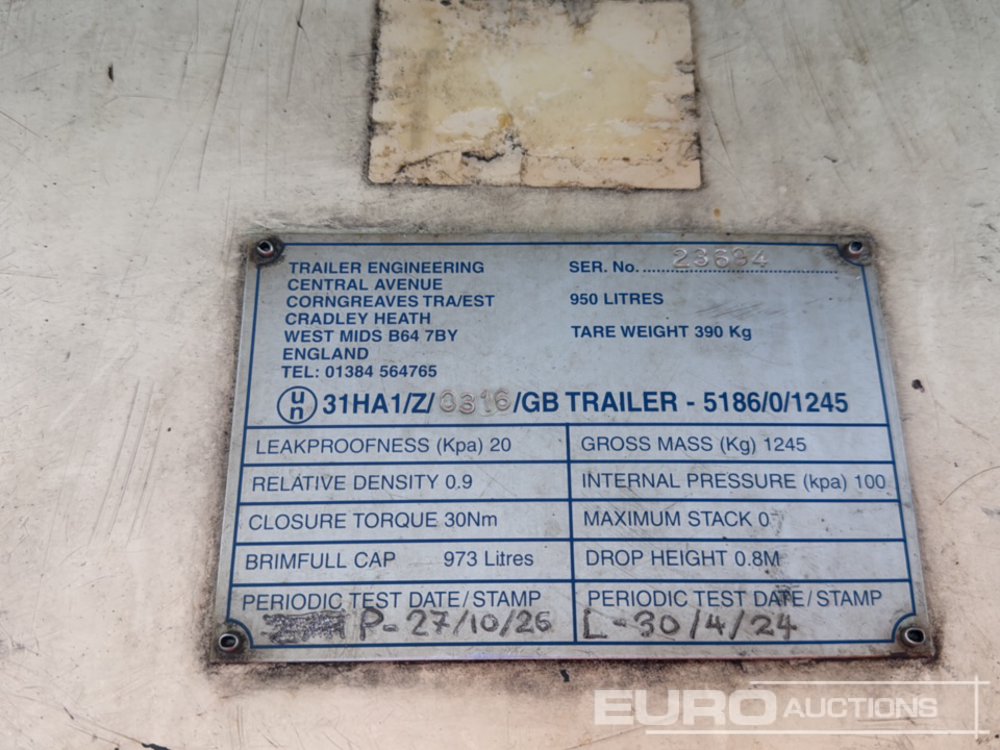 TRAILER ENGINEERING
CENTRAL AVENUE
CORNGREAVES TRA/EST
CRADLEY HEATH
WEST MIDS B64 7BY
ENGLAND
TEL: 01384 564765
SER. No. 23634
950 LITRES
TARE WEIGHT 390 Kg
un 31HA1/Z/0316/GB TRAILER - 5186/0/1245
LEAKPROOFNESS (Kpa) 20
GROSS MASS (Kg) 1245
RELATIVE DENSITY 0.9
INTERNAL PRESSURE (kpa) 100
CLOSURE TORQUE 30Nm
MAXIMUM STACK 0
BRIMFULL CAP 973 Litres
DROP HEIGHT 0.8M
PERIODIC TEST DATE/STAMP
P-27/10/26
PERIODIC TEST DATE/STAMP
L-30/4/24
EURO AUCTIONS